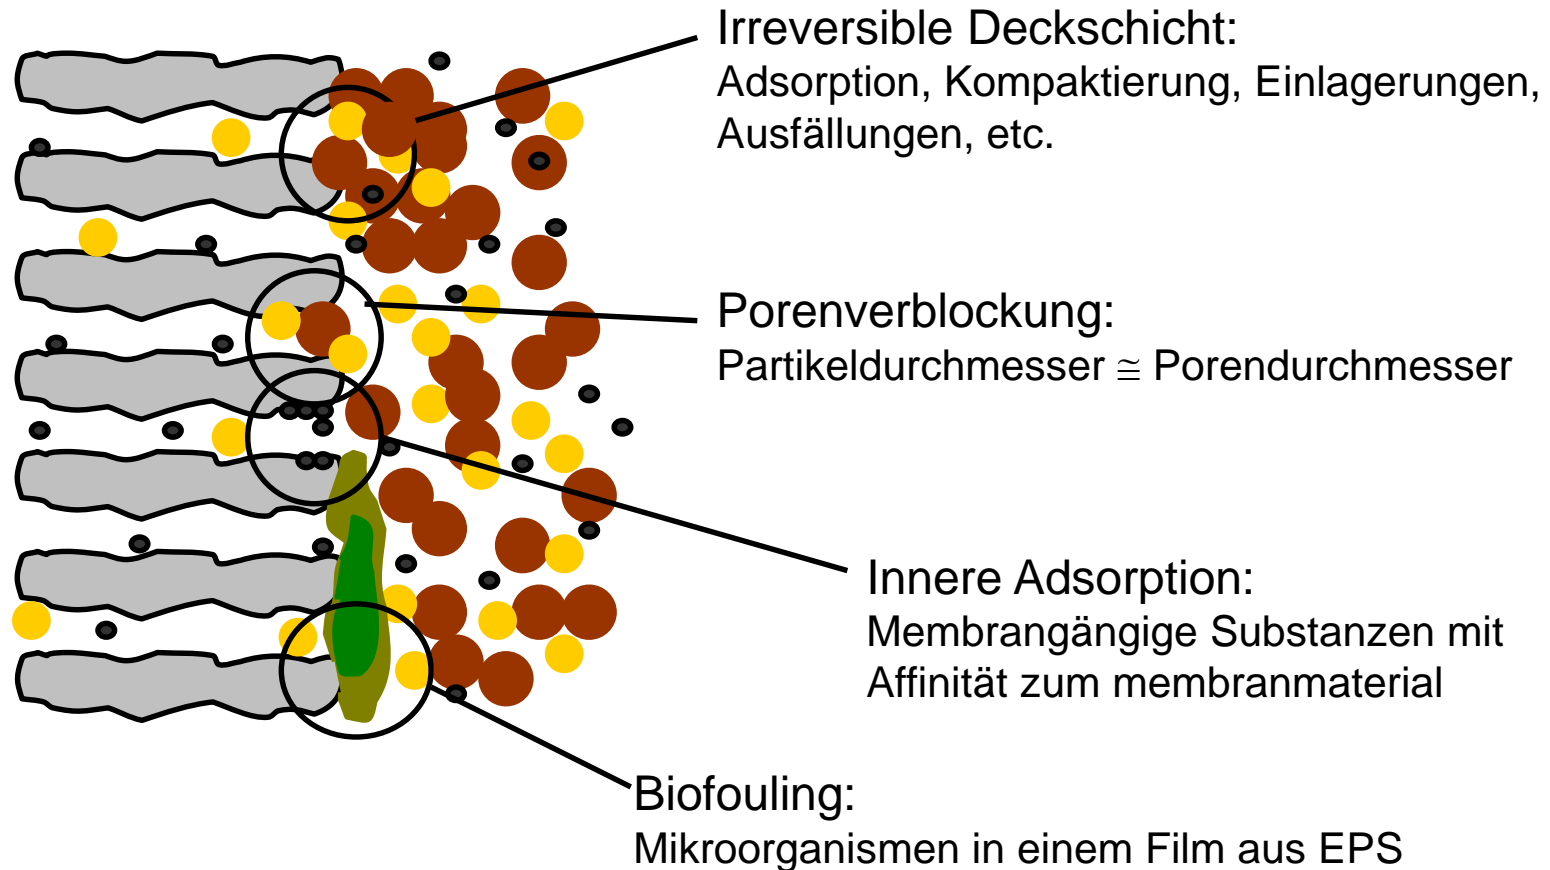 Irreversible Deckschicht:
Adsorption, Kompaktierung, Einlagerungen,
Ausfällungen, etc.
Porenverblockung:
Partikeldurchmesser ≅ Porendurchmesser
Innere Adsorption:
Membrangängige Substanzen mit
Affinität zum membranmaterial
Biofouling:
Mikroorganismen in einem Film aus EPS